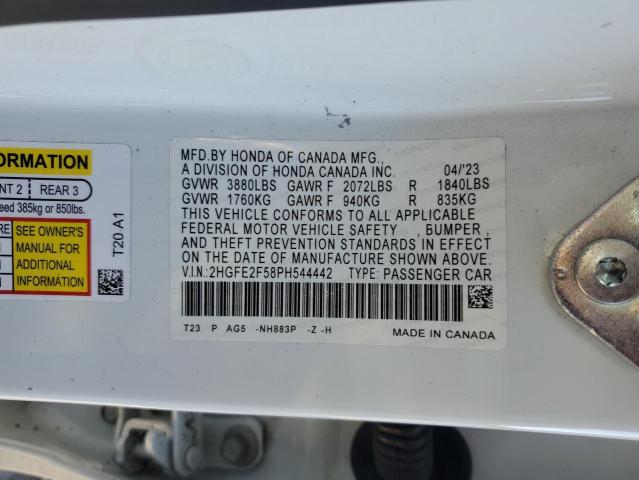 ORMATION
NT 2 REAR 3
eed 385kg or 850lbs.
RE SEE OWNER'S
MANUAL FOR
ADDITIONAL
INFORMATION
T20 A1
MFD.BY HONDA OF CANADA MFG.,
A DIVISION OF HONDA CANADA INC. 04/'23
GVWR 3880LBS GAWR F 2072LBS R 1840LBS
GVWR 1760KG GAWR F 940KG R 835KG
THIS VEHICLE CONFORMS TO ALL APPLICABLE
FEDERAL MOTOR VEHICLE SAFETY , BUMPER ,
AND THEFT PREVENTION STANDARDS IN EFFECT
ON THE DATE OF MANUFACTURE SHOWN ABOVE.
V.I.N:2HGFE2F58PH544442 TYPE: PASSENGER CAR
T23 P AG5 -NH883P -Z -H
MADE IN CANADA